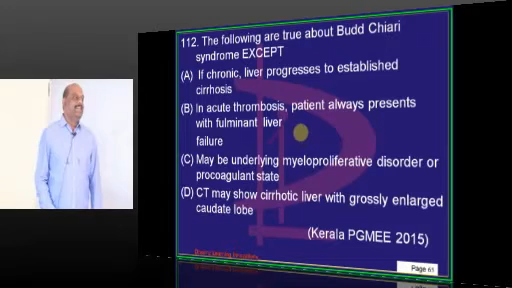 112. The following are true about Budd Chiari
syndrome EXCEPT
(A) If chronic, liver progresses to established
cirrhosis
(B) In acute thrombosis, patient always presents
with fulminant liver
failure
(C) May be underlying myeloproliferative disorder or
procoagulant state
(D) CT may show cirrhotic liver with grossly enlarged
caudate lobe
(Kerala PGMEE 2015)
Page 61